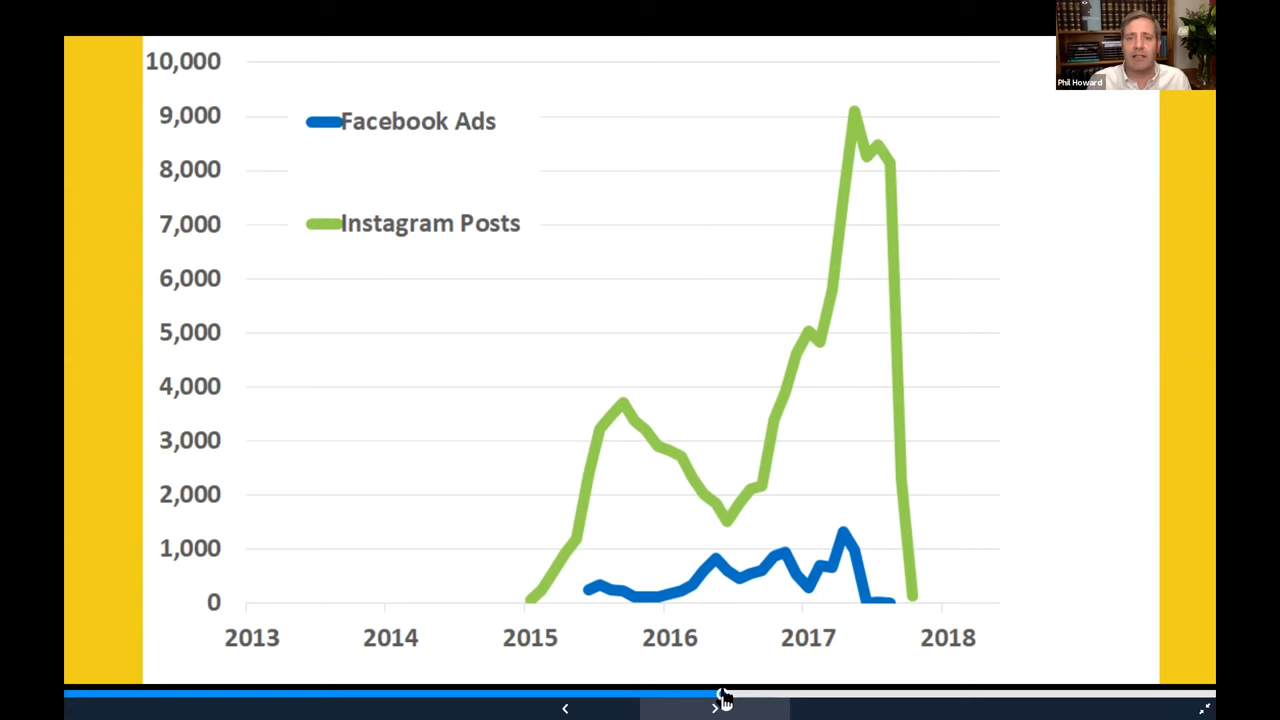 10,000
9,000
8,000
7,000
6,000
5,000
4,000
3,000
2,000
1,000
0
Facebook Ads
Instagram Posts
2013 2014 2015 2016 2017 2018
Phil Howard